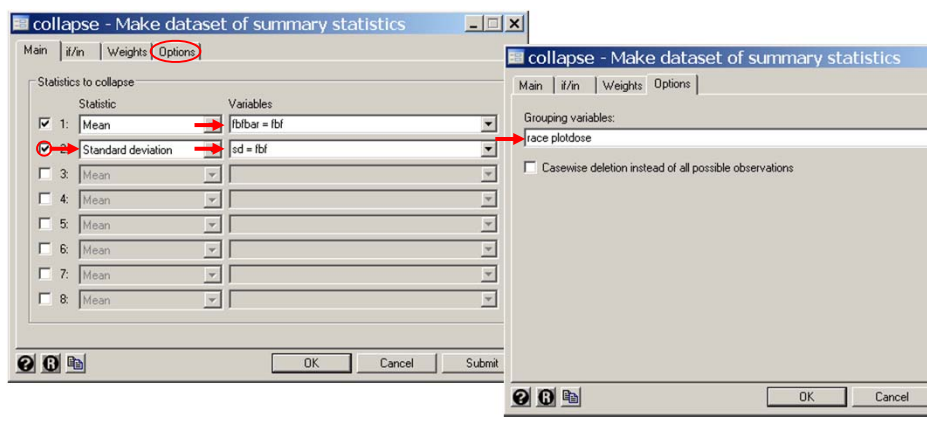 collapse - Make dataset of summary statistics
Main if/in Weights Options
Statistics to collapse
Statistic Variables
1: Mean fbfbar = fbf
2: Standard deviation sd = fbf
3: Mean
4: Mean
5: Mean
6: Mean
7: Mean
8: Mean
OK Cancel Submit
collapse - Make dataset of summary statistics
Main if/in Weights Options
Grouping variables:
race plotdose
Casewise deletion instead of all possible observations
OK Cancel